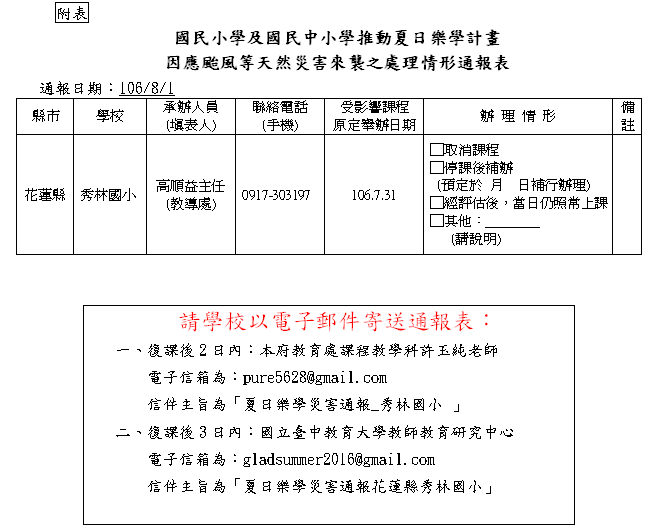 附表
國民小學及國民中小學推動夏日樂學計畫
因應颱風等天然災害來襲之處理情形通報表
通報日期：106/8/1
縣市 學校 承辦人員 (填表人) 聯絡電話 (手機) 受影響課程 原定舉辦日期 辦 理 情 形 備註
花蓮縣 秀林國小 高順益主任 (教導處) 0917-303197 106.7.31
□取消課程
□停課後補辦
(預定於 月 日補行辦理)
□經評估後，當日仍照常上課
□其他：________
(請說明)
請學校以電子郵件寄送通報表：
一、復課後2日內：本府教育處課程教學科許玉純老師
電子信箱為：pure5628@gmail.com
信件主旨為「夏日樂學災害通報_秀林國小 」
二、復課後3日內：國立臺中教育大學教師教育研究中心
電子信箱為：gladsummer2016@gmail.com
信件主旨為「夏日樂學災害通報花蓮縣秀林國小」